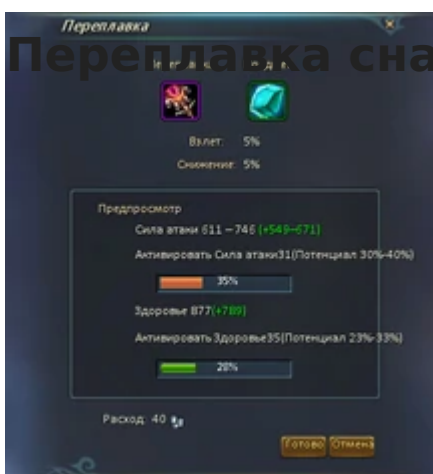 Переплавка
Переплавка сна
Взлет: 5%
Снижение: 5%
Предпросмотр
Сила атаки 611-746 (+549-671)
Активировать Сила атаки31(Потенциал 30%-40%)
35%
Здоровье 877(+789)
Активировать Здоровье35(Потенциал 23%-33%)
28%
Расход: 40
Готово Отмена